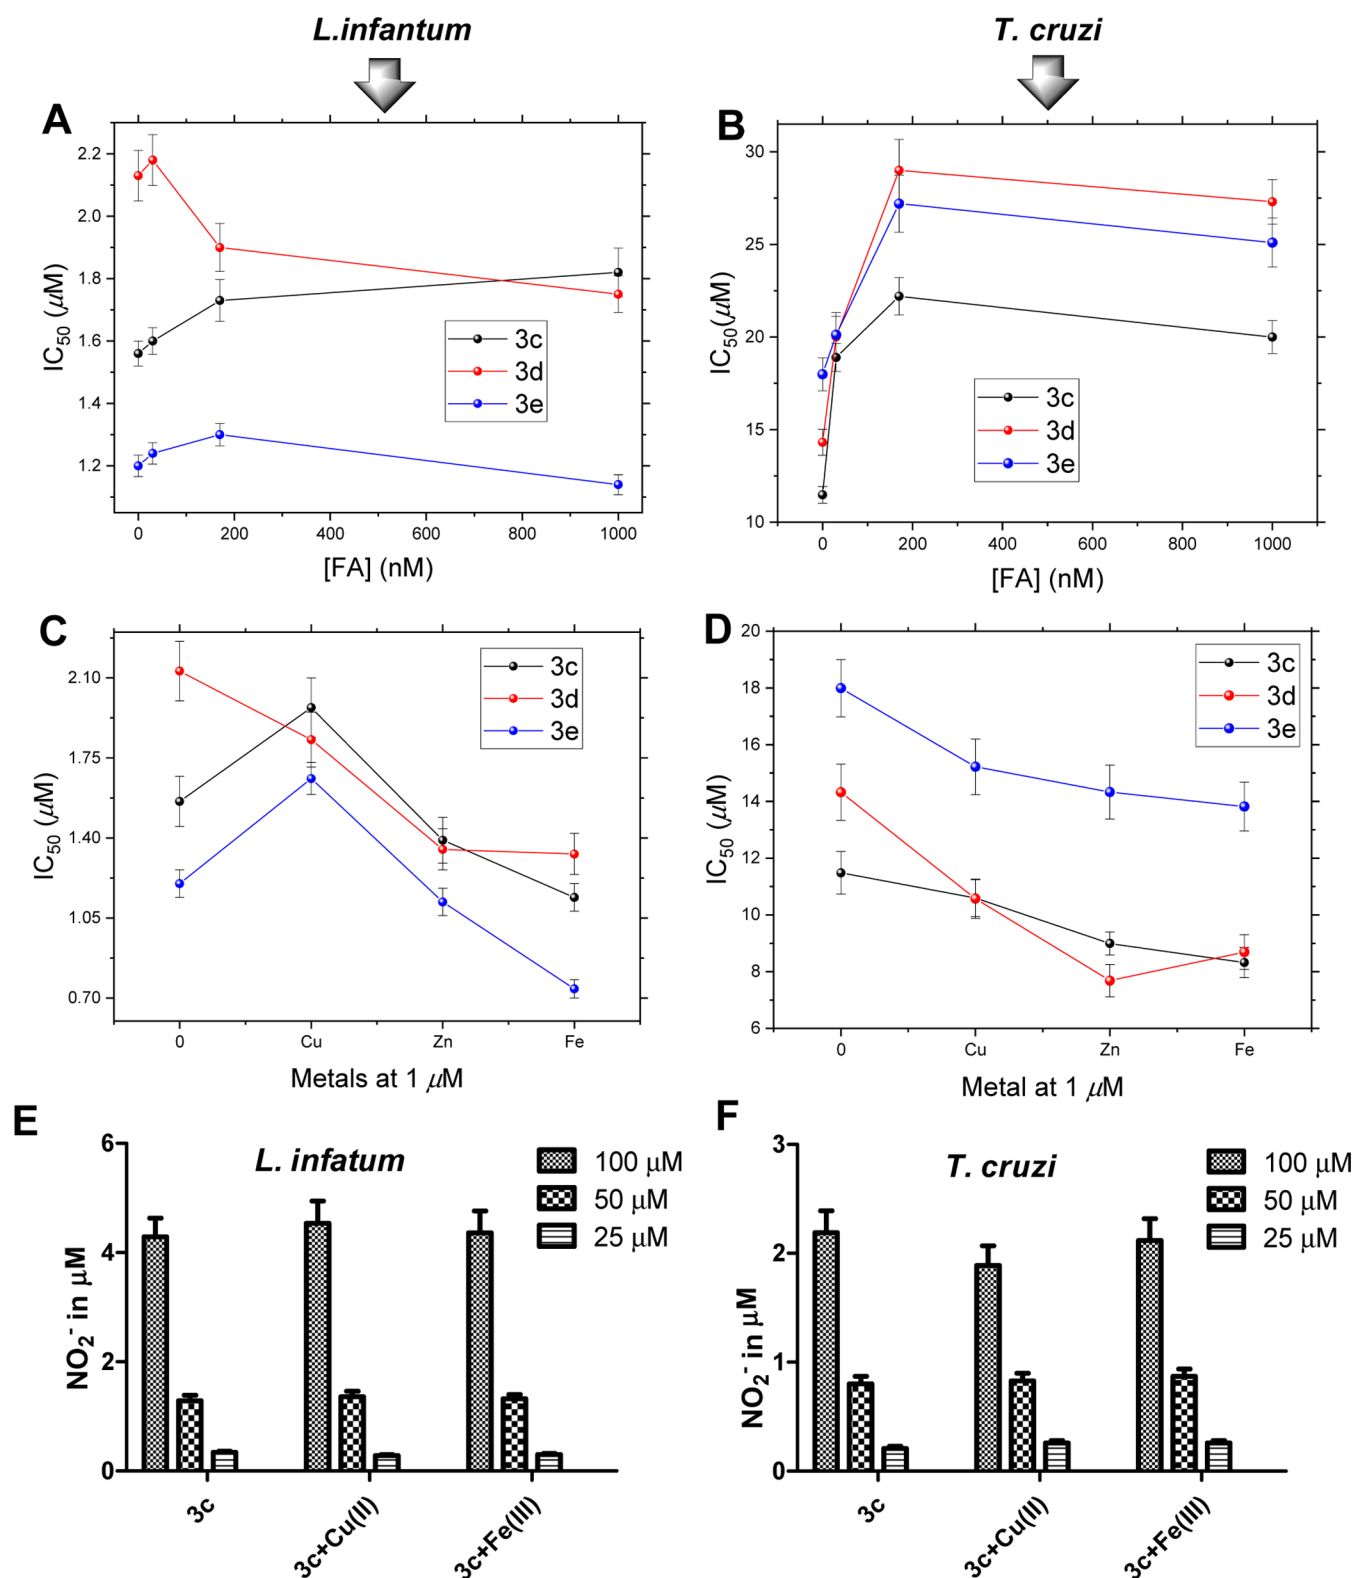 L.infantum
T. cruzi
A
2.2
2.0
1.8
1.6
1.4
1.2
IC50 (μM)
3c
3d
3e
0 200 400 600 800 1000
[FA] (nM)
B
30
25
20
15
10
IC50(μM)
3c
3d
3e
0 200 400 600 800 1000
[FA] (nM)
C
2.10
1.75
1.40
1.05
0.70
IC50 (μM)
3c
3d
3e
0 Cu Zn Fe
Metals at 1 μM
D
20
18
16
14
12
10
8
6
IC50 (μM)
3c
3d
3e
0 Cu Zn Fe
Metal at 1 μM
E
L. infatum
6
4
2
0
NO2- in μM
100 μM
50 μM
25 μM
3c
3c+Cu(II)
3c+Fe(III)
F
T. cruzi
3
2
1
0
NO2- in μM
100 μM
50 μM
25 μM
3c
3c+Cu(II)
3c+Fe(III)